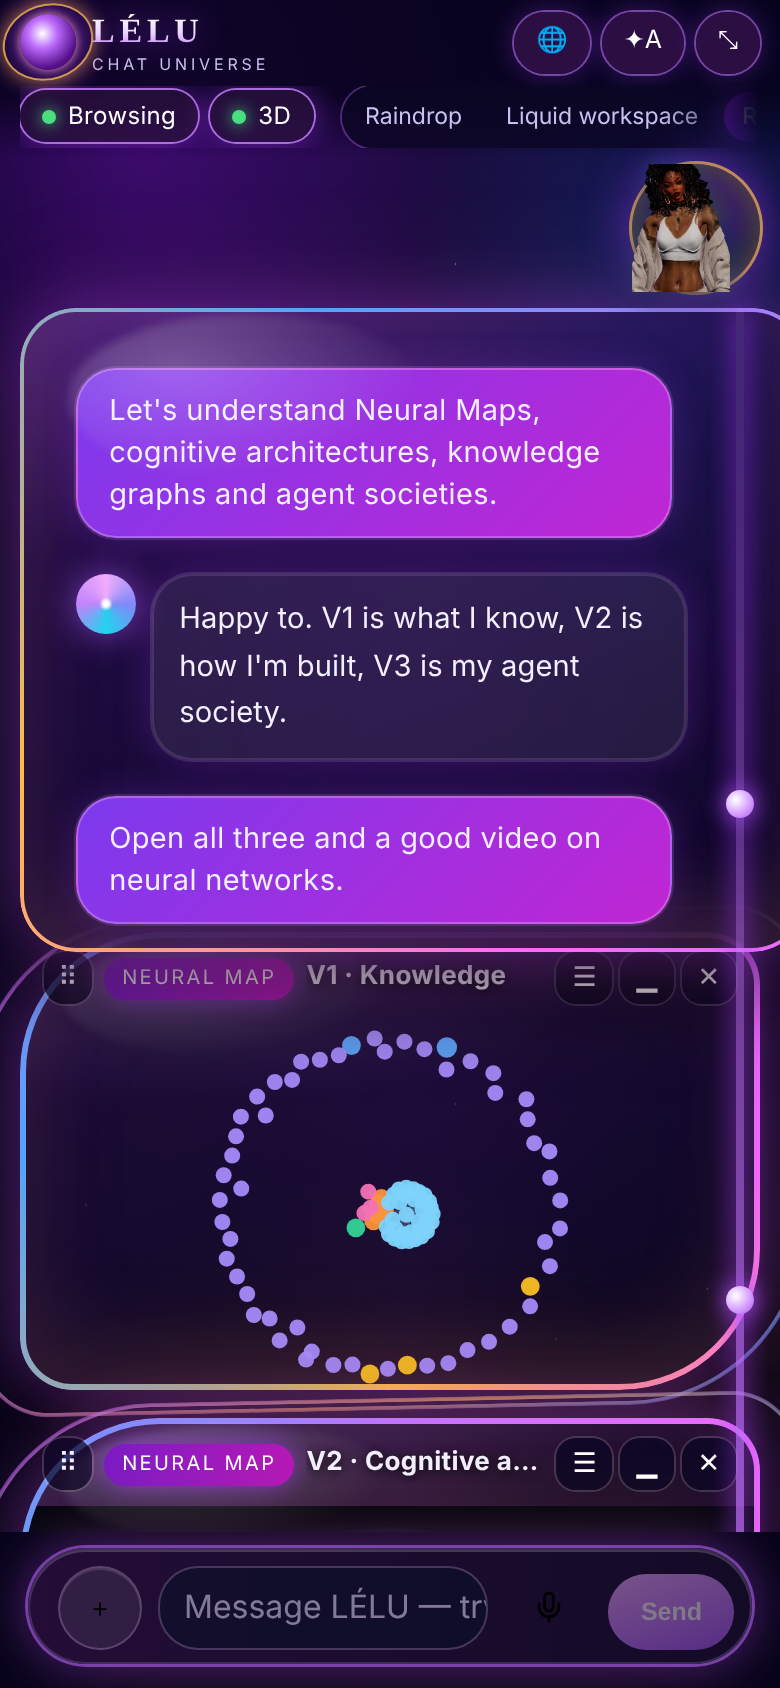 LÉLU
CHAT UNIVERSE
🌐
✦A
⤡
Browsing
3D
Raindrop
Liquid workspace
R
Let's understand Neural Maps,
cognitive architectures, knowledge
graphs and agent societies.
Happy to. V1 is what I know, V2 is
how I'm built, V3 is my agent
society.
Open all three and a good video on
neural networks.
⠿ NEURAL MAP V1 · Knowledge ☰ ▁ ✕
⠿ NEURAL MAP V2 · Cognitive a... ☰ ▁ ✕
+ Message LÉLU — try Send